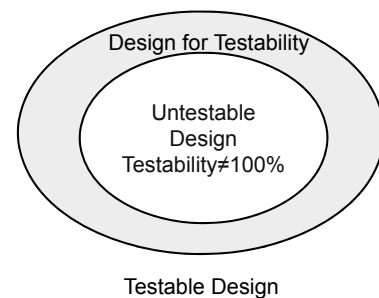 Design for Testability
Untestable
Design
Testability≠100%
Testable Design